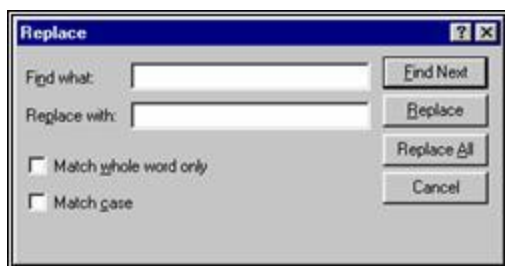 Replace
Find what:
Find Next
Replace with:
Replace
Replace All
Match whole word only
Cancel
Match case